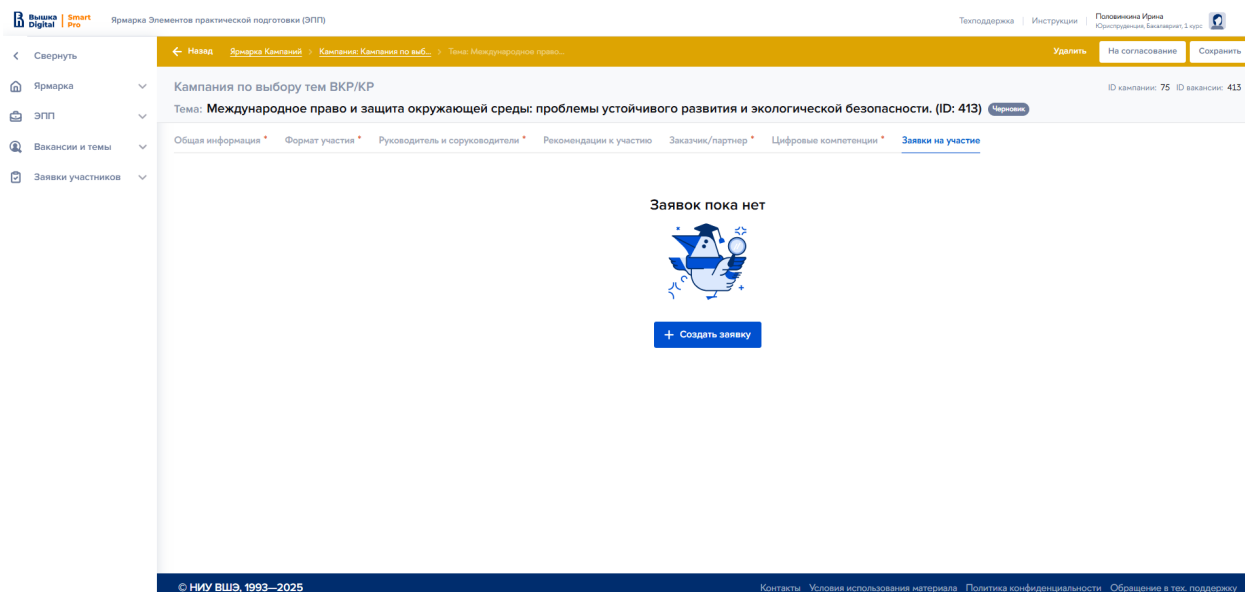 Вышка Digital Smart Pro Ярмарка Элементов практической подготовки (ЭПП) Техподдержка Инструкции Половинкина Ирина
Юриспруденция, Бакалавриат, 1 курс
Свернуть
Ярмарка
ЭПП
Вакансии и темы
Заявки участников
Назад Ярмарка Кампаний > Кампания: Кампания по выб... > Тема: Международное право... Удалить На согласование Сохранить
Кампания по выбору тем ВКР/КР ID кампании: 75 ID вакансии: 413
Тема: Международное право и защита окружающей среды: проблемы устойчивого развития и экологической безопасности. (ID: 413) Черновик
Общая информация * Формат участия * Руководитель и соруководители * Рекомендации к участию Заказчик/партнер * Цифровые компетенции * Заявки на участие
Заявок пока нет
+ Создать заявку
© НИУ ВШЭ, 1993—2025 Контакты Условия использования материала Политика конфиденциальности Обращение в тех. поддержку